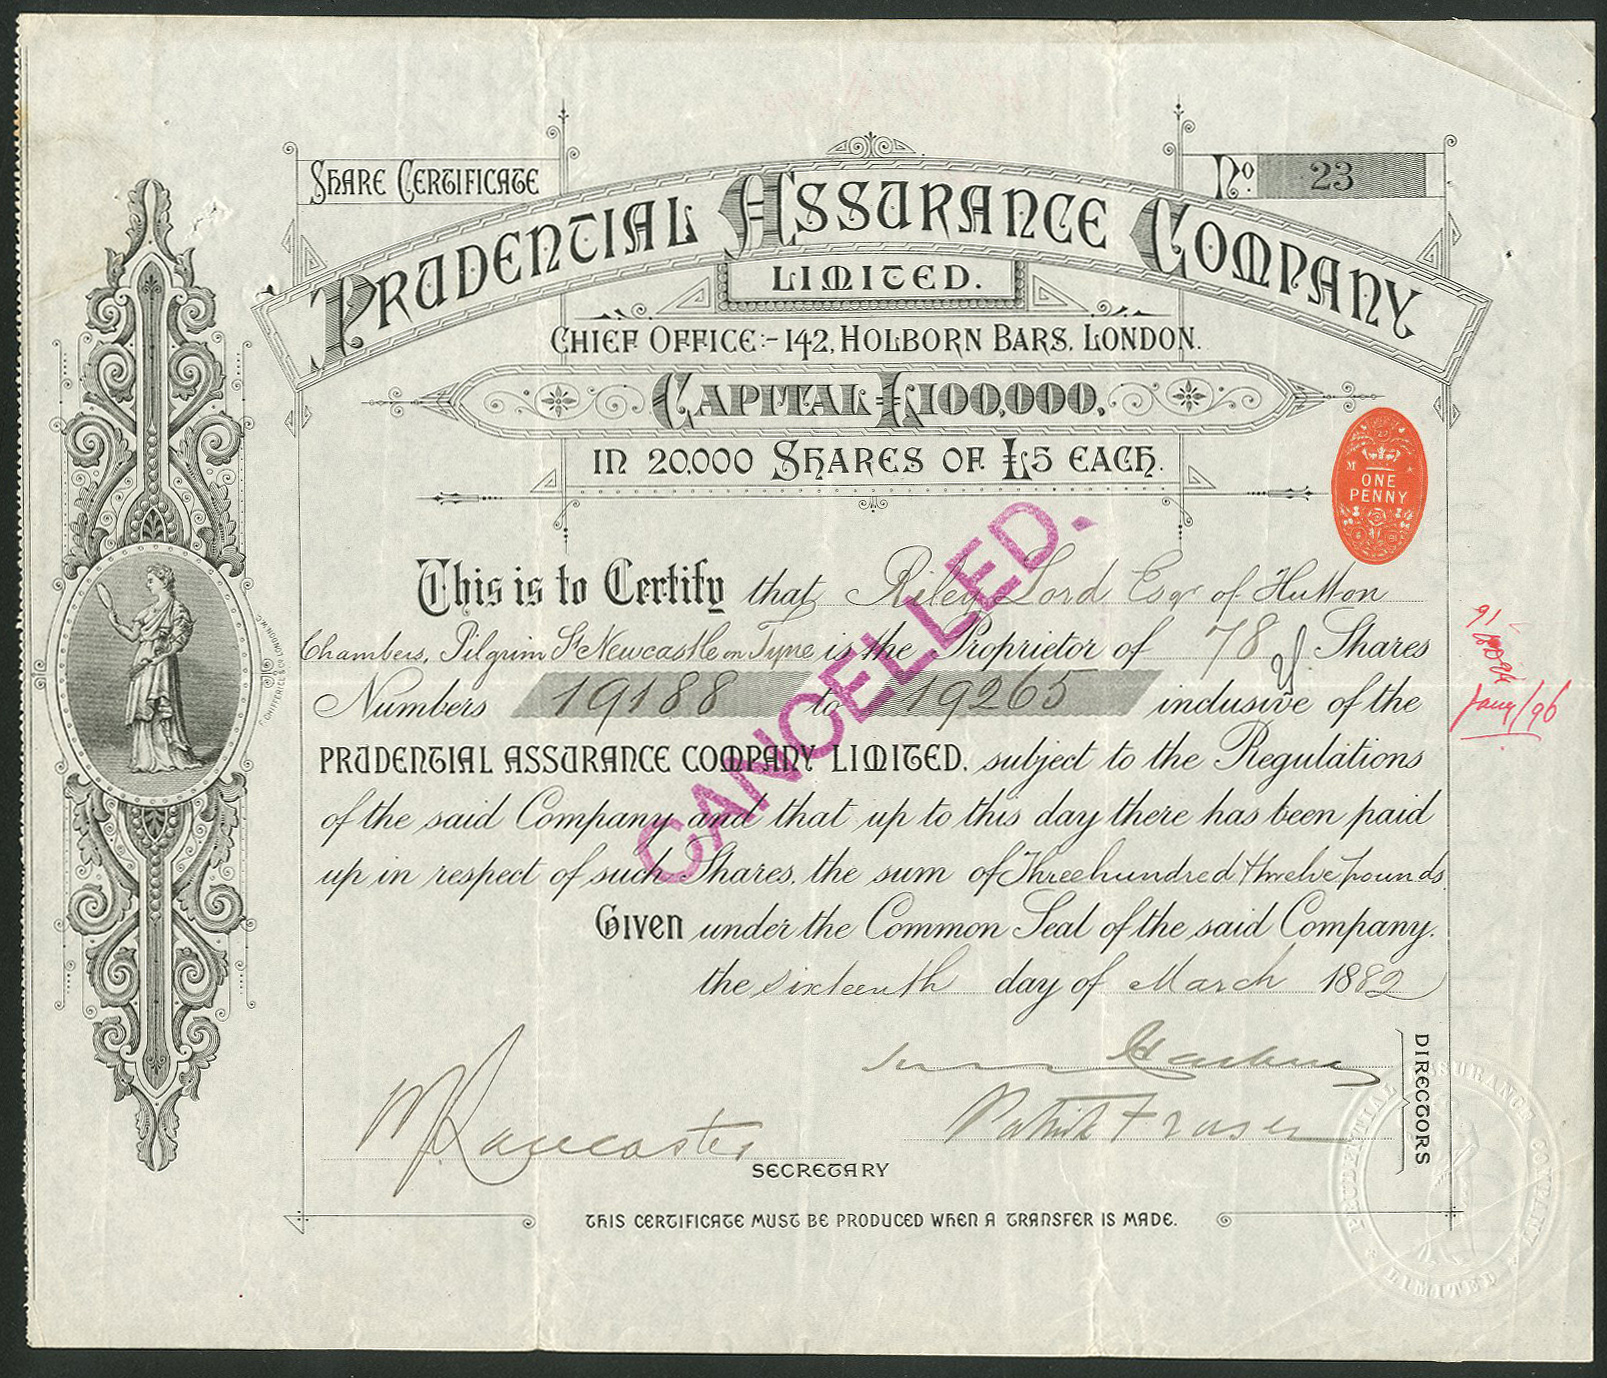 SHARE CERTIFICATE
No. 23
PRUDENTIAL ASSURANCE COMPANY
LIMITED.
CHIEF OFFICE:- 142, HOLBORN BARS, LONDON.
CAPITAL £100,000,
IN 20,000 SHARES OF £5 EACH.
M
ONE
PENNY
CANCELLED.
This is to Certify that Riley Lord Esqr of Hutton
Chambers, Pilgrim St Newcastle on Tyne is the Proprietor of 78 Shares
Numbers 19188 to 19265 inclusive of the
PRUDENTIAL ASSURANCE COMPANY LIMITED, subject to the Regulations
of the said Company and that up to this day there has been paid
up in respect of such Shares, the sum of Three hundred & twelve pounds
GIVEN under the Common Seal of the said Company.
the sixteenth day of March 1882
91
Jany/96
W Lancaster
SECRETARY
Patrick Fraser
DIRECTORS
PRUDENTIAL ASSURANCE COMPANY
LIMITED
THIS CERTIFICATE MUST BE PRODUCED WHEN A TRANSFER IS MADE.